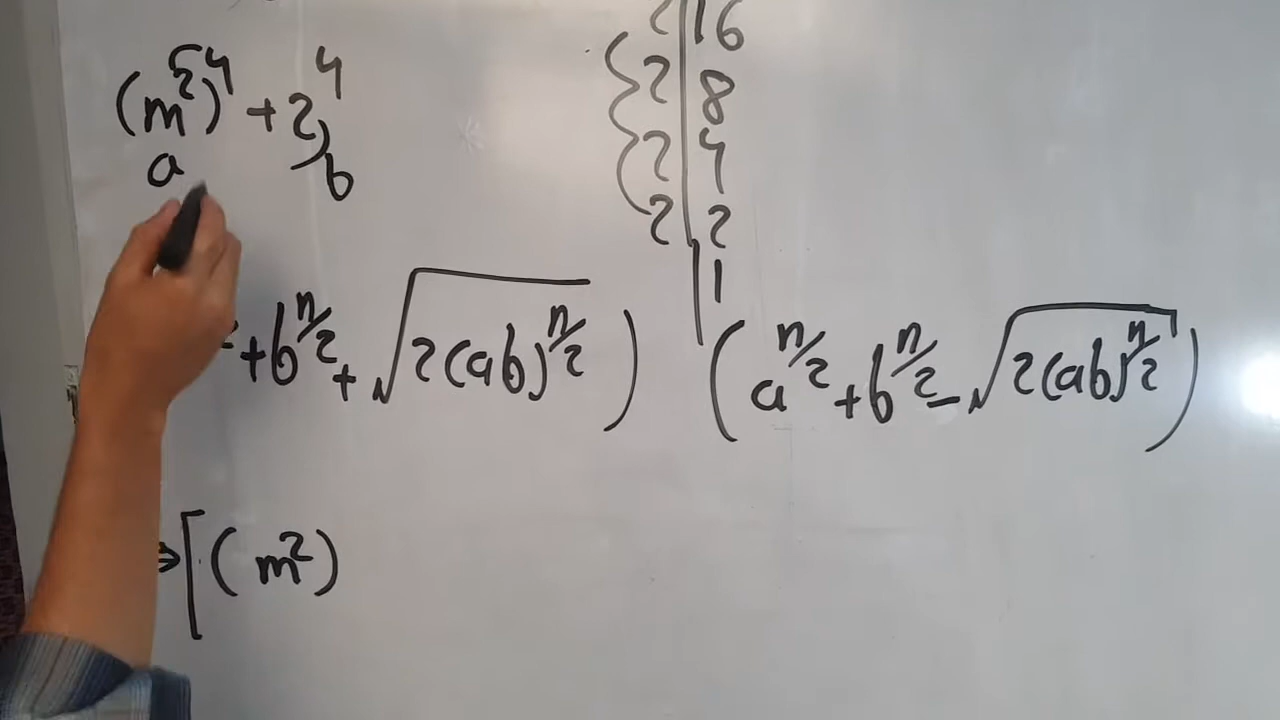 (m²)⁴ + 2⁴
a b
2 | 16
2 | 8
2 | 4
2 | 2
| 1
+ b^{n/2} + √(2(ab)^{n/2}) ) ( a^{n/2} + b^{n/2} - √(2(ab)^{n/2}) )
⇒ [ (m²)